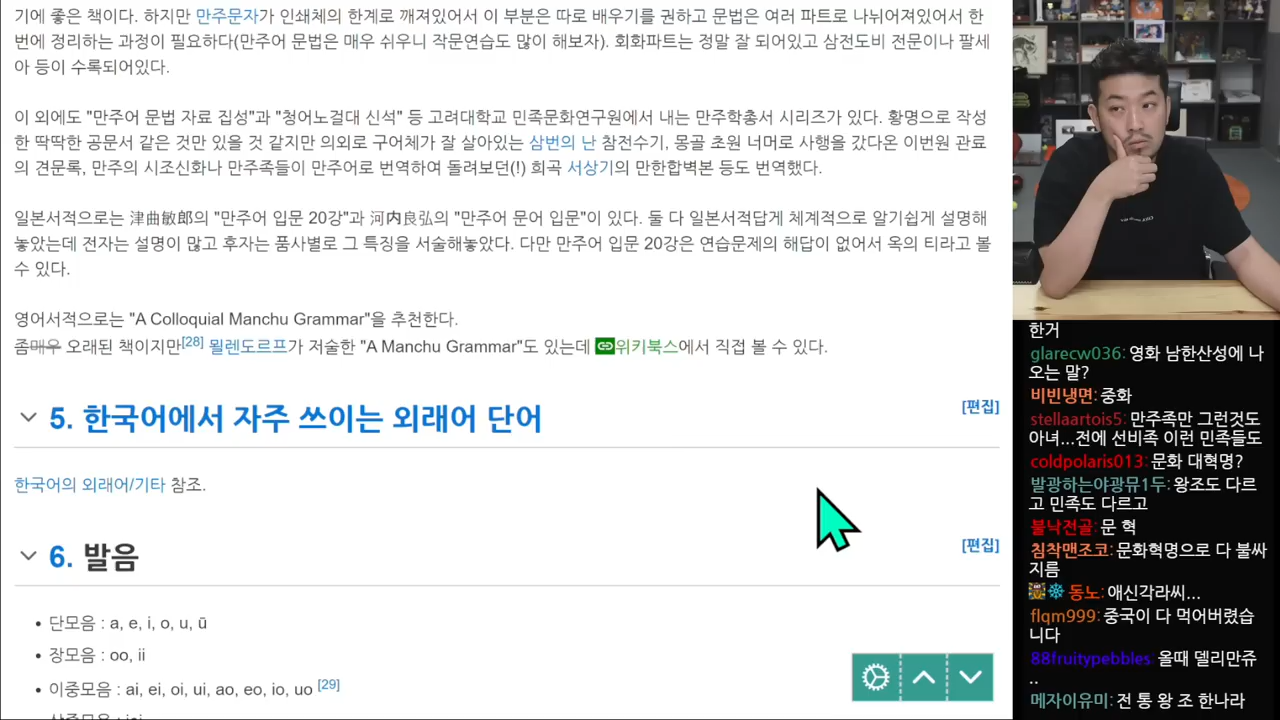 기에 좋은 책이다. 하지만 만주문자가 인쇄체의 한계로 깨져있어서 이 부분은 따로 배우기를 권하고 문법은 여러 파트로 나뉘어져있어서 한
번에 정리하는 과정이 필요하다(만주어 문법은 매우 쉬우니 작문연습도 많이 해보자). 회화파트는 정말 잘 되어있고 삼전도비 전문이나 팔세
아 등이 수록되어있다.
이 외에도 "만주어 문법 자료 집성"과 "청어노걸대 신석" 등 고려대학교 민족문화연구원에서 내는 만주학총서 시리즈가 있다. 황명으로 작성
한 딱딱한 공문서 같은 것만 있을 것 같지만 의외로 구어체가 잘 살아있는 삼번의 난 참전수기, 몽골 초원 너머로 사행을 갔다온 이번원 관료
의 견문록, 만주의 시조신화나 만주족들이 만주어로 번역하여 돌려보던(!) 희곡 서상기의 만한합벽본 등도 번역했다.
일본서적으로는 津曲敏郎의 "만주어 입문 20강"과 河内良弘의 "만주어 문어 입문"이 있다. 둘 다 일본서적답게 체계적으로 알기쉽게 설명해
놓았는데 전자는 설명이 많고 후자는 품사별로 그 특징을 서술해놓았다. 다만 만주어 입문 20강은 연습문제의 해답이 없어서 옥의 티라고 볼
수 있다.
영어서적으로는 "A Colloquial Manchu Grammar"을 추천한다.
좀매우 오래된 책이지만[28] 묄렌도르프가 저술한 "A Manchu Grammar"도 있는데 위키북스에서 직접 볼 수 있다.
5. 한국어에서 자주 쓰이는 외래어 단어 [편집]
한국어의 외래어/기타 참조.
6. 발음 [편집]
• 단모음 : a, e, i, o, u, ū
• 장모음 : oo, ii
• 이중모음 : ai, ei, oi, ui, ao, eo, io, uo [29]
한거
glarecw036: 영화 남한산성에 나
오는 말?
비빈냉면: 중화
stellaartois5: 만주족만 그런것도
아녀...전에 선비족 이런 민족들도
coldpolaris013: 문화 대혁명?
발광하는야광뮤1두: 왕조도 다르
고 민족도 다르고
불낙전골: 문 혁
침착맨조코: 문화혁명으로 다 불싸
지름
동노: 애신각라씨...
flqm999: 중국이 다 먹어버렸습
니다
88fruitypebbles: 올때 델리만쥬
..
메자이유미: 전 통 왕 조 한나라